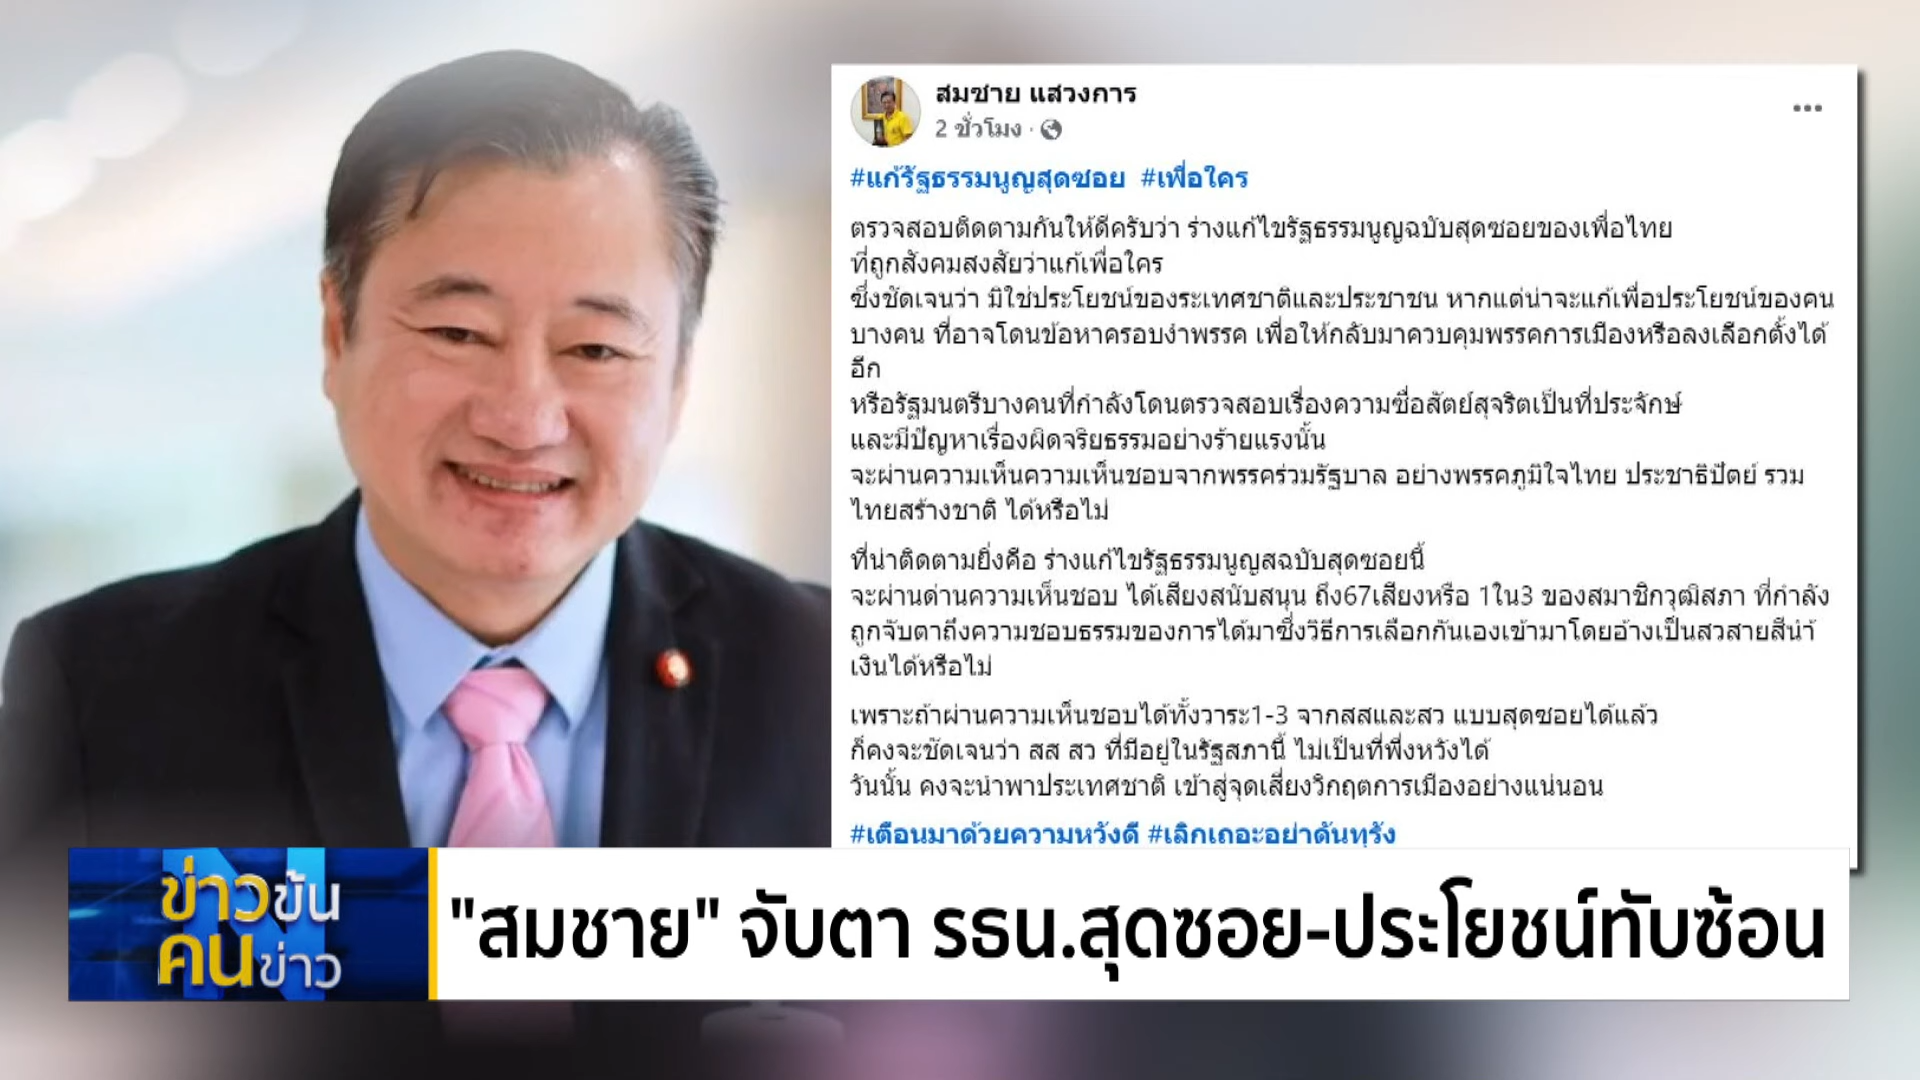 สมชาย แสวงการ
2 ชั่วโมง ·
#แก้รัฐธรรมนูญสุดซอย #เพื่อใคร
ตรวจสอบติดตามกันให้ดีครับว่า ร่างแก้ไขรัฐธรรมนูญฉบับสุดซอยของเพื่อไทย
ที่ถูกสังคมสงสัยว่าแก้เพื่อใคร
ซึ่งชัดเจนว่า มิใช่ประโยชน์ของระเทศชาติและประชาชน หากแต่น่าจะแก้เพื่อประโยชน์ของคน
บางคน ที่อาจโดนข้อหาครอบงำพรรค เพื่อให้กลับมาควบคุมพรรคการเมืองหรือลงเลือกตั้งได้
อีก
หรือรัฐมนตรีบางคนที่กำลังโดนตรวจสอบเรื่องความซื่อสัตย์สุจริตเป็นที่ประจักษ์
และมีปัญหาเรื่องผิดจริยธรรมอย่างร้ายแรงนั้น
จะผ่านความเห็นความเห็นชอบจากพรรคร่วมรัฐบาล อย่างพรรคภูมิใจไทย ประชาธิปัตย์ รวม
ไทยสร้างชาติ ได้หรือไม่
ที่น่าติดตามยิ่งคือ ร่างแก้ไขรัฐธรรมนูญสฉบับสุดซอยนี้
จะผ่านด่านความเห็นชอบ ได้เสียงสนับสนุน ถึง67เสียงหรือ 1ใน3 ของสมาชิกวุฒิสภา ที่กำลัง
ถูกจับตาถึงความชอบธรรมของการได้มาซึ่งวิธีการเลือกกันเองเข้ามาโดยอ้างเป็นสวสายสีน้ำ
เงินได้หรือไม่
เพราะถ้าผ่านความเห็นชอบได้ทั้งวาระ1-3 จากสสและสว แบบสุดซอยได้แล้ว
ก็คงจะชัดเจนว่า สส สว ที่มีอยู่ในรัฐสภานี้ ไม่เป็นที่พึ่งหวังได้
วันนั้น คงจะนำพาประเทศชาติ เข้าสู่จุดเสี่ยงวิกฤตการเมืองอย่างแน่นอน
#เตือนมาด้วยความหวังดี #เลิกเถอะอย่าดันทุรัง
ข่าวข้น
คนข่าว
"สมชาย" จับตา รธน.สุดซอย-ประโยชน์ทับซ้อน